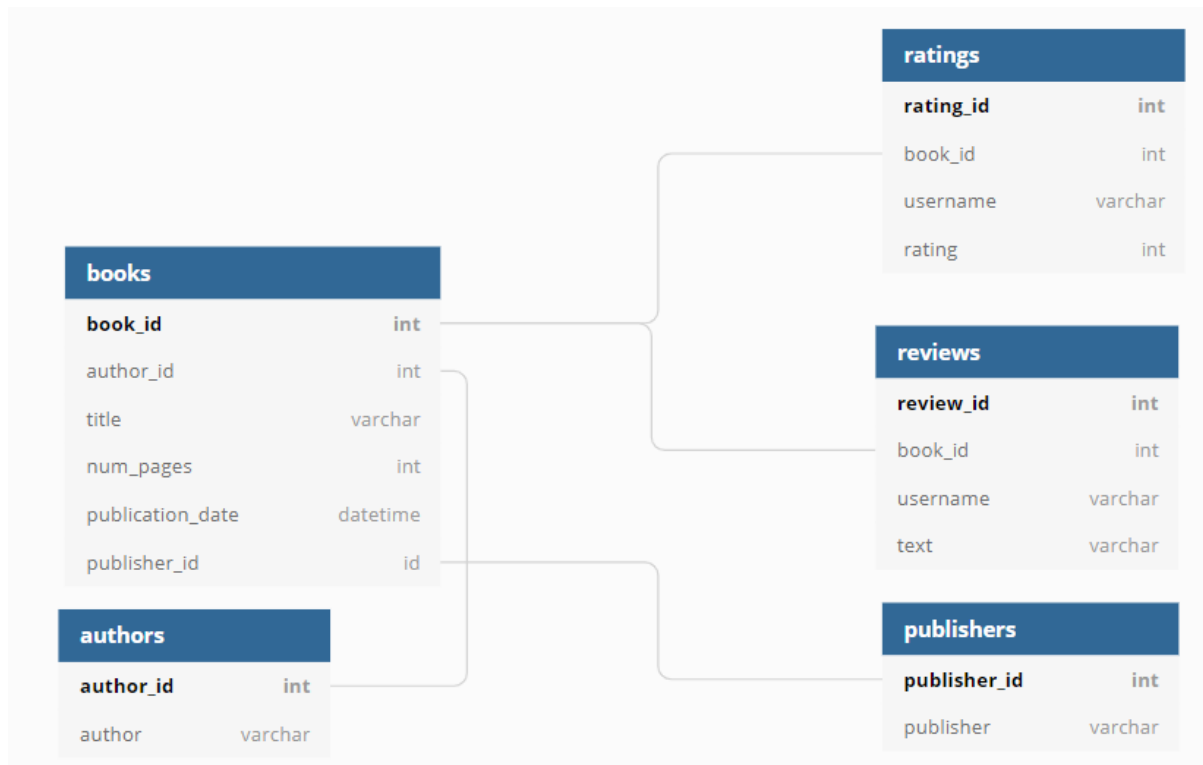 books
book_id int
author_id int
title varchar
num_pages int
publication_date datetime
publisher_id id
authors
author_id int
author varchar
ratings
rating_id int
book_id int
username varchar
rating int
reviews
review_id int
book_id int
username varchar
text varchar
publishers
publisher_id int
publisher varchar